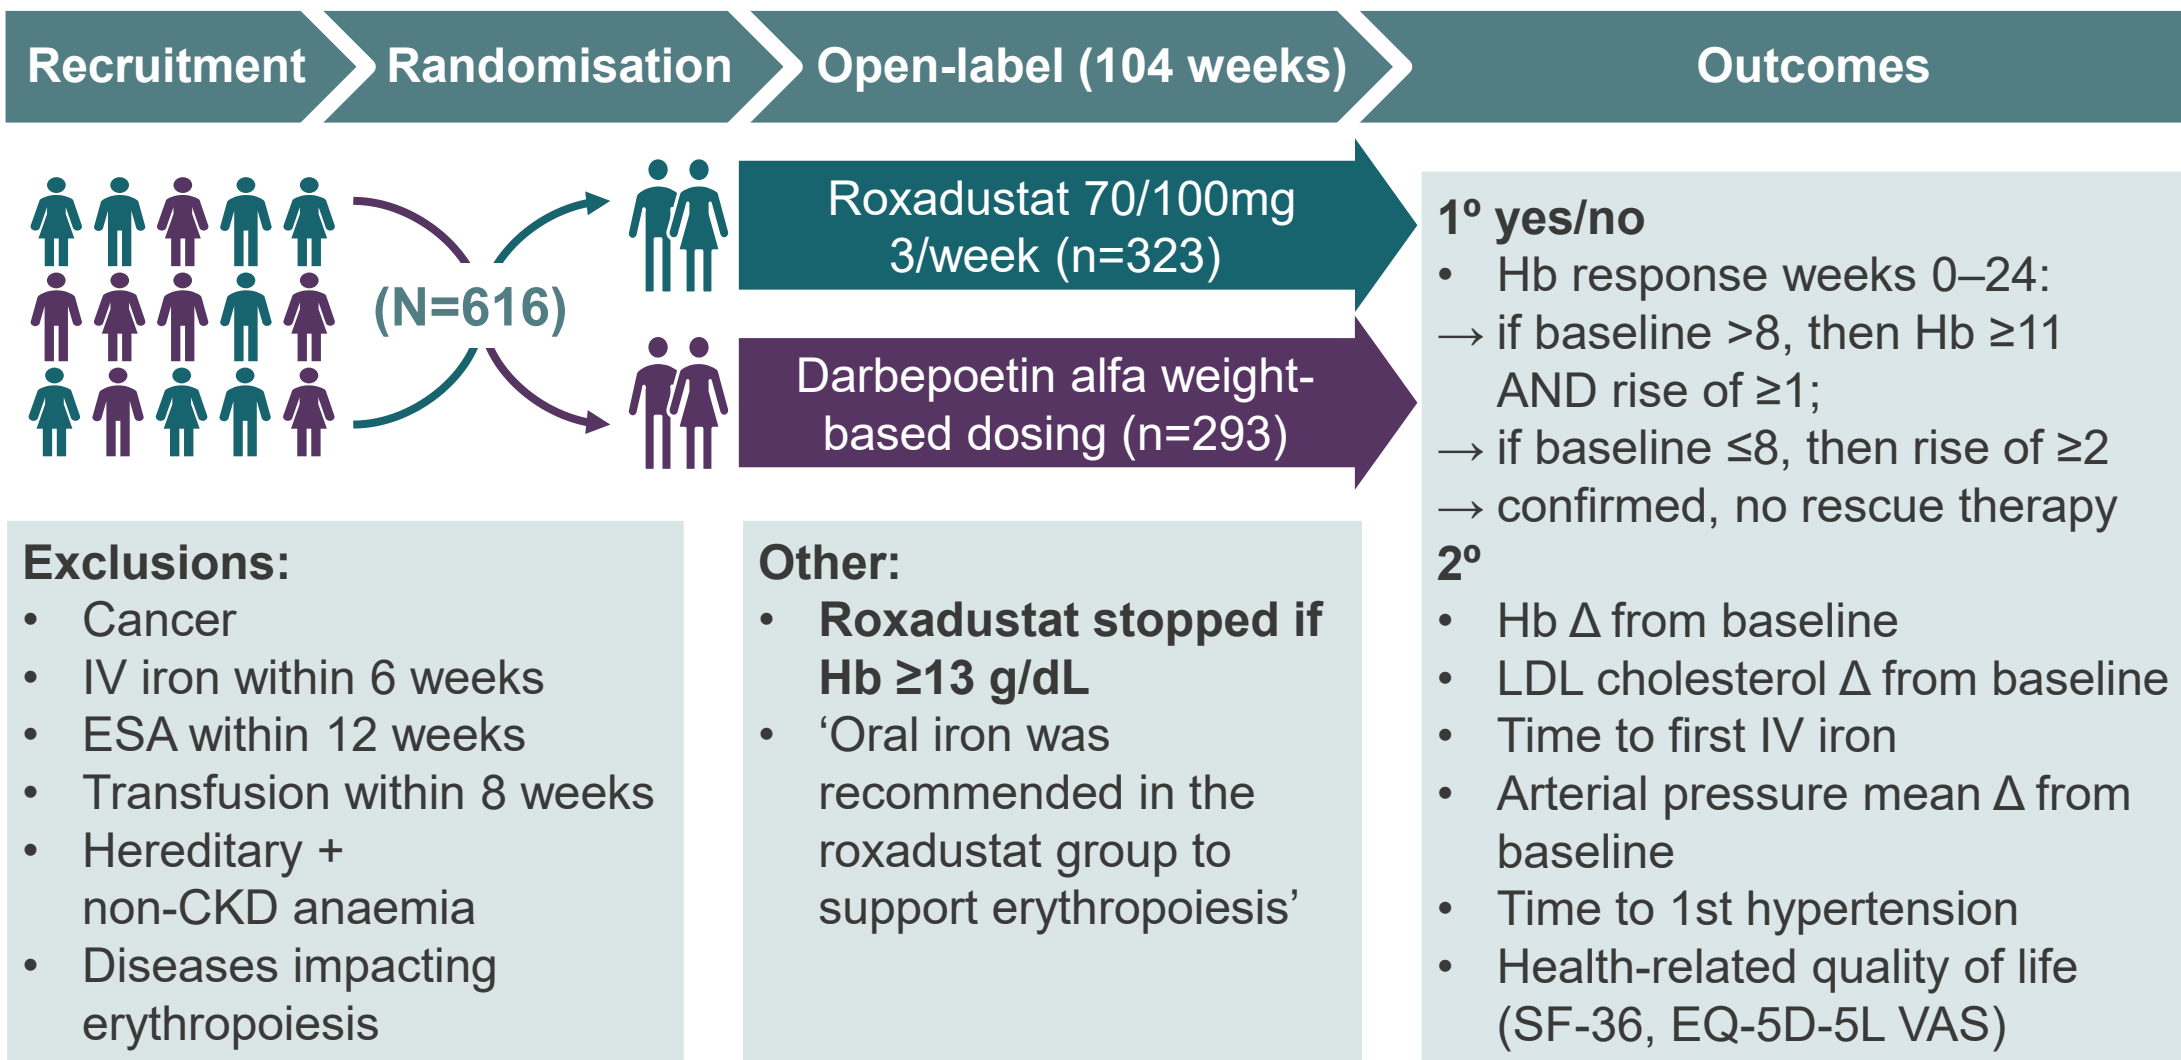 Recruitment
Randomisation
Open-label (104 weeks)
Outcomes
(N=616)
Roxadustat 70/100mg
3/week (n=323)
Darbepoetin alfa weight-
based dosing (n=293)
Exclusions:
• Cancer
• IV iron within 6 weeks
• ESA within 12 weeks
• Transfusion within 8 weeks
• Hereditary +
non-CKD anaemia
• Diseases impacting
erythropoiesis
Other:
• Roxadustat stopped if
Hb ≥13 g/dL
• ‘Oral iron was
recommended in the
roxadustat group to
support erythropoiesis’
1º yes/no
• Hb response weeks 0–24:
→ if baseline >8, then Hb ≥11
AND rise of ≥1;
→ if baseline ≤8, then rise of ≥2
→ confirmed, no rescue therapy
2º
• Hb Δ from baseline
• LDL cholesterol Δ from baseline
• Time to first IV iron
• Arterial pressure mean Δ from
baseline
• Time to 1st hypertension
• Health-related quality of life
(SF-36, EQ-5D-5L VAS)